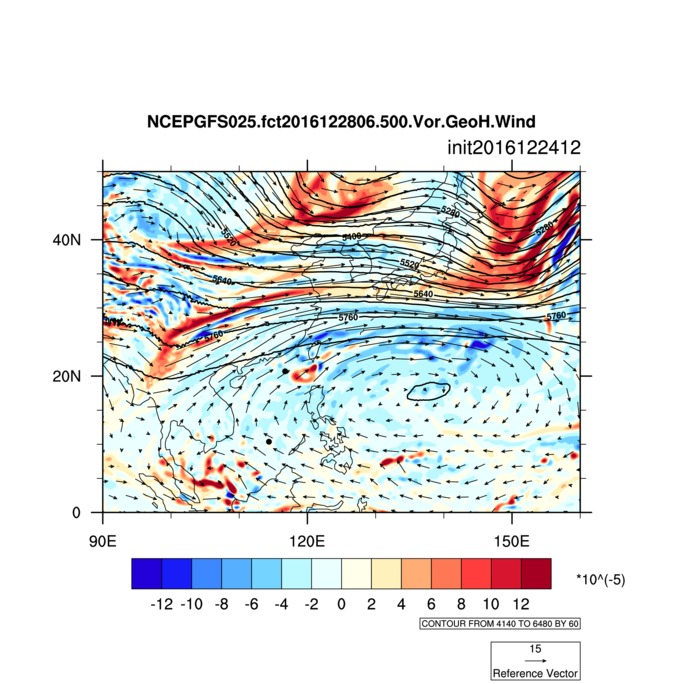 NCEPGFS025.fct2016122806.500.Vor.GeoH.Wind
init2016122412
40N
20N
0
90E 120E 150E
5280
5280
5400
5520
5520
5640
5640
5760
5760
5760
-12 -10 -8 -6 -4 -2 0 2 4 6 8 10 12
*10^(-5)
CONTOUR FROM 4140 TO 6480 BY 60
15
Reference Vector